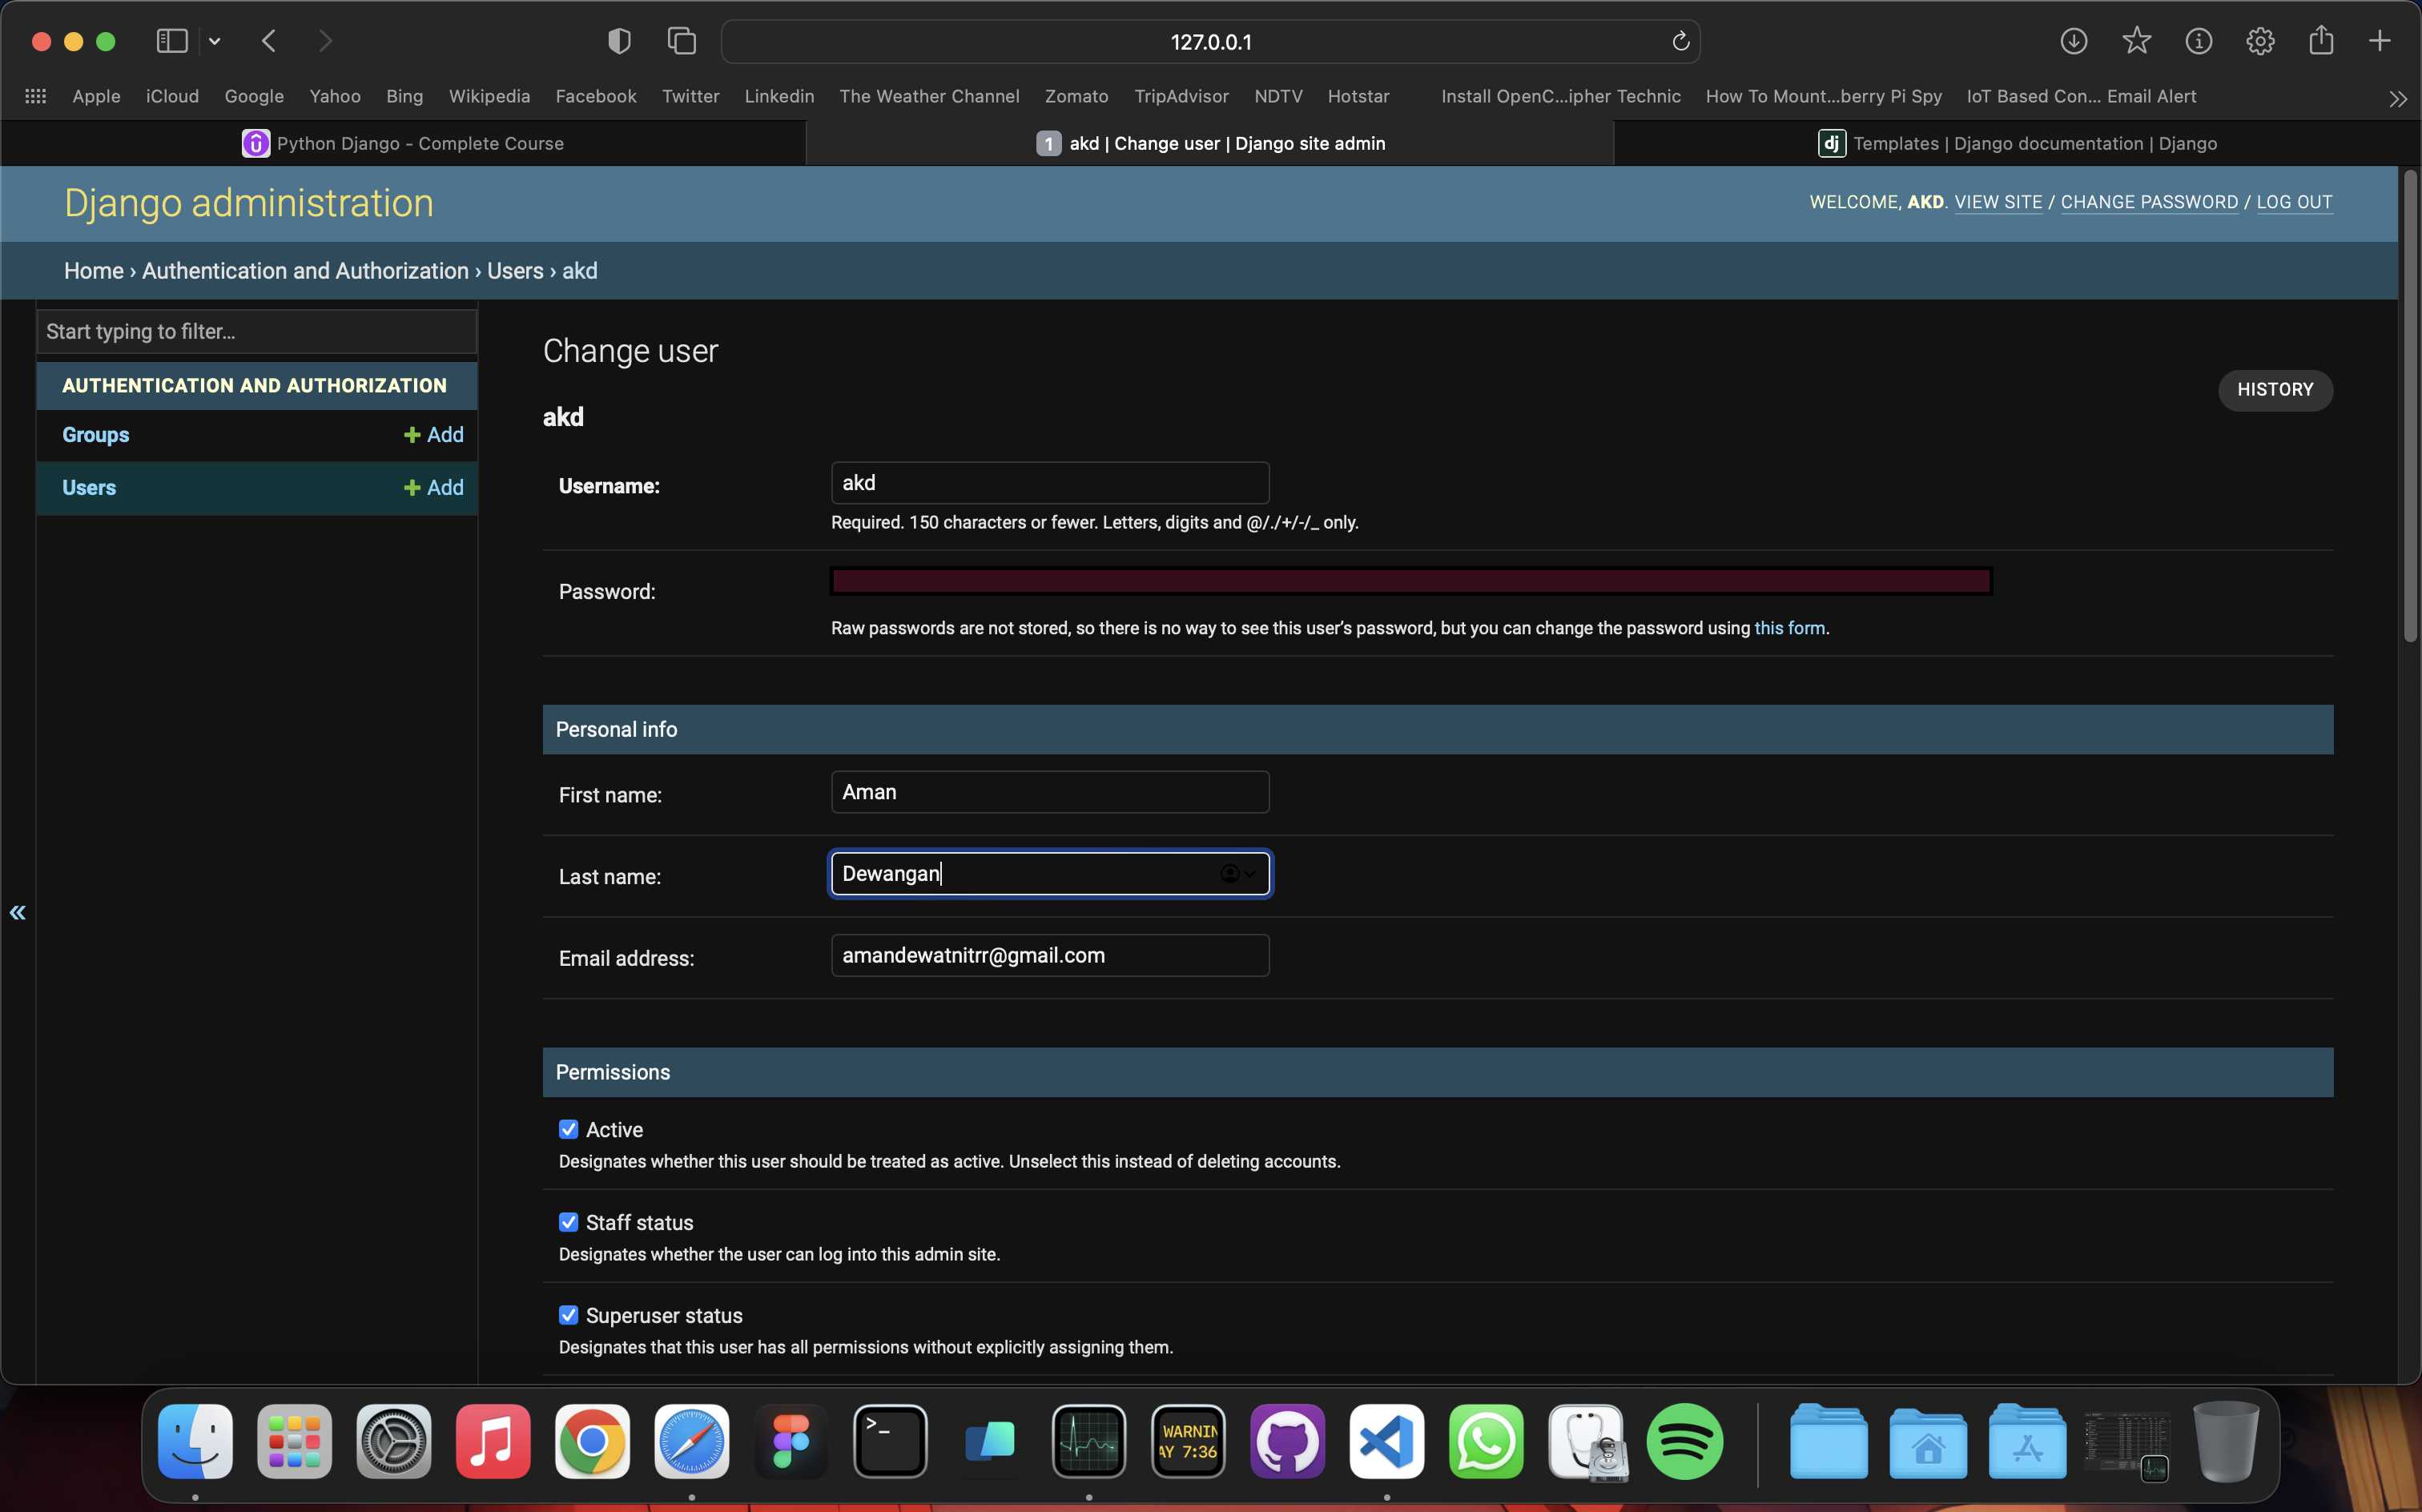 127.0.0.1
Apple iCloud Google Yahoo Bing Wikipedia Facebook Twitter Linkedin The Weather Channel Zomato TripAdvisor NDTV Hotstar Install OpenC...ipher Technic How To Mount...berry Pi Spy IoT Based Con... Email Alert
Python Django - Complete Course
1 akd | Change user | Django site admin
dj Templates | Django documentation | Django
Django administration
WELCOME, AKD. VIEW SITE / CHANGE PASSWORD / LOG OUT
Home › Authentication and Authorization › Users › akd
Start typing to filter...
AUTHENTICATION AND AUTHORIZATION
Groups + Add
Users + Add
Change user
HISTORY
akd
Username: akd
Required. 150 characters or fewer. Letters, digits and @/./+/-/_ only.
Password:
Raw passwords are not stored, so there is no way to see this user's password, but you can change the password using this form.
Personal info
First name: Aman
Last name: Dewangan
Email address: amandewatnitrr@gmail.com
Permissions
Active
Designates whether this user should be treated as active. Unselect this instead of deleting accounts.
Staff status
Designates whether the user can log into this admin site.
Superuser status
Designates that this user has all permissions without explicitly assigning them.
WARNIN
AY 7:36